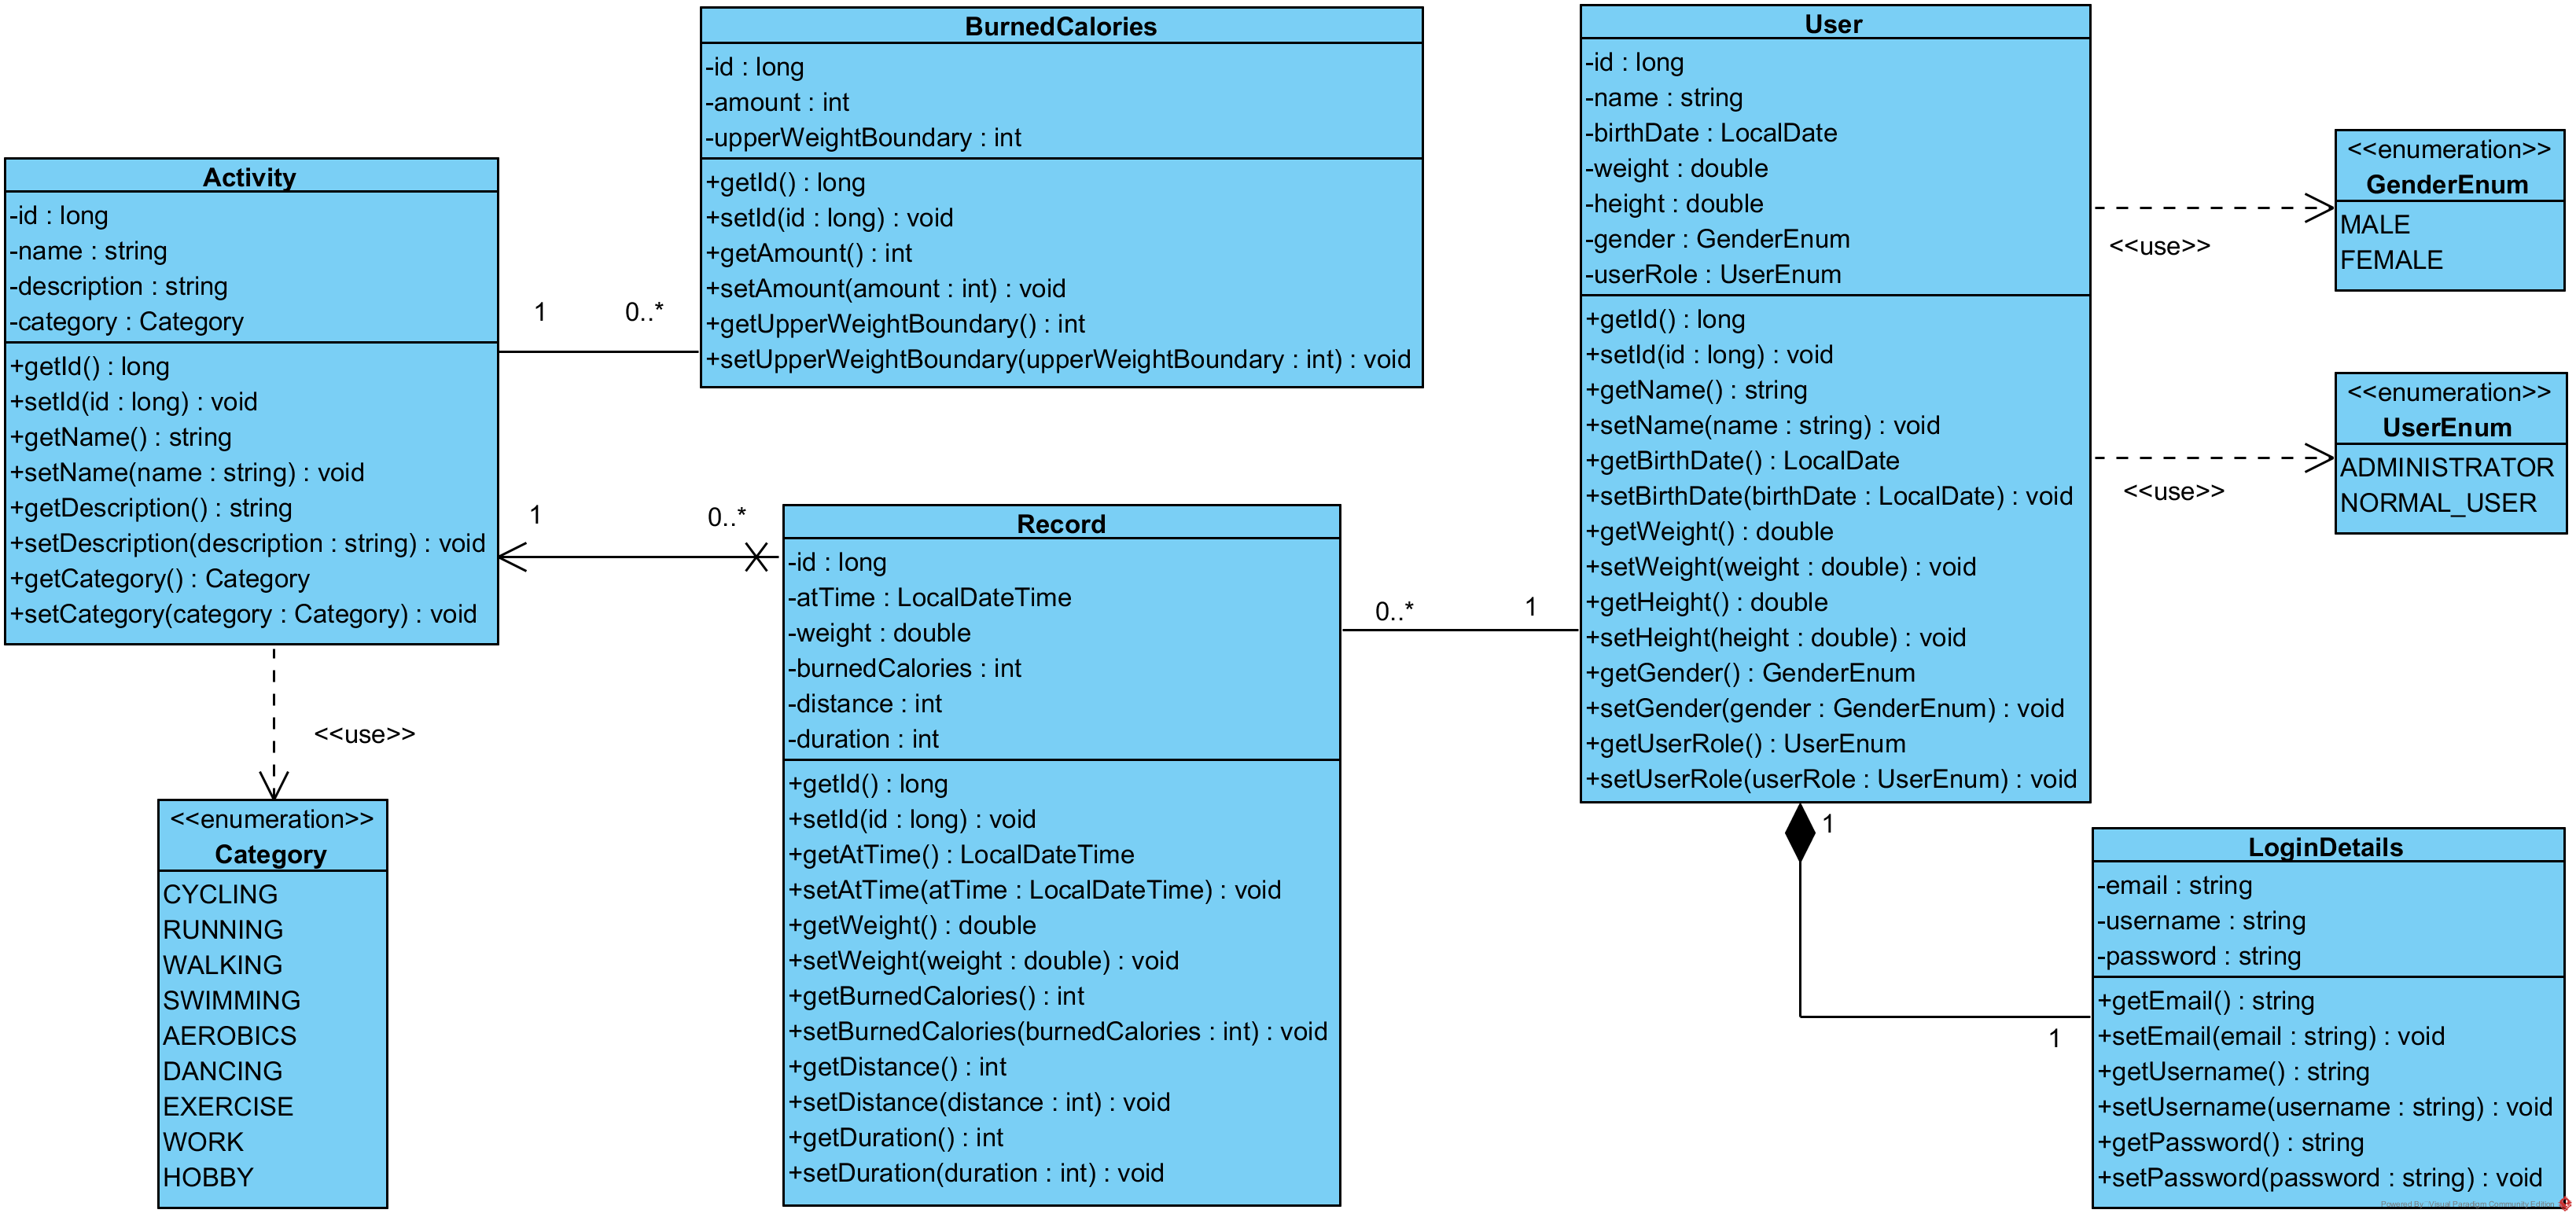 BurnedCalories
-id : long
-amount : int
-upperWeightBoundary : int
+getId() : long
+setId(id : long) : void
+getAmount() : int
+setAmount(amount : int) : void
+getUpperWeightBoundary() : int
+setUpperWeightBoundary(upperWeightBoundary : int) : void
User
-id : long
-name : string
-birthDate : LocalDate
-weight : double
-height : double
-gender : GenderEnum
-userRole : UserEnum
+getId() : long
+setId(id : long) : void
+getName() : string
+setName(name : string) : void
+getBirthDate() : LocalDate
+setBirthDate(birthDate : LocalDate) : void
+getWeight() : double
+setWeight(weight : double) : void
+getHeight() : double
+setHeight(height : double) : void
+getGender() : GenderEnum
+setGender(gender : GenderEnum) : void
+getUserRole() : UserEnum
+setUserRole(userRole : UserEnum) : void
<<enumeration>>
GenderEnum
MALE
FEMALE
<<use>>
<<enumeration>>
UserEnum
ADMINISTRATOR
NORMAL_USER
<<use>>
Activity
-id : long
-name : string
-description : string
-category : Category
+getId() : long
+setId(id : long) : void
+getName() : string
+setName(name : string) : void
+getDescription() : string
+setDescription(description : string) : void
+getCategory() : Category
+setCategory(category : Category) : void
1
0..*
1
0..*
Record
-id : long
-atTime : LocalDateTime
-weight : double
-burnedCalories : int
-distance : int
-duration : int
+getId() : long
+setId(id : long) : void
+getAtTime() : LocalDateTime
+setAtTime(atTime : LocalDateTime) : void
+getWeight() : double
+setWeight(weight : double) : void
+getBurnedCalories() : int
+setBurnedCalories(burnedCalories : int) : void
+getDistance() : int
+setDistance(distance : int) : void
+getDuration() : int
+setDuration(duration : int) : void
0..*
1
<<use>>
<<enumeration>>
Category
CYCLING
RUNNING
WALKING
SWIMMING
AEROBICS
DANCING
EXERCISE
WORK
HOBBY
1
1
LoginDetails
-email : string
-username : string
-password : string
+getEmail() : string
+setEmail(email : string) : void
+getUsername() : string
+setUsername(username : string) : void
+getPassword() : string
+setPassword(password : string) : void
Powered By Visual Paradigm Community Edition